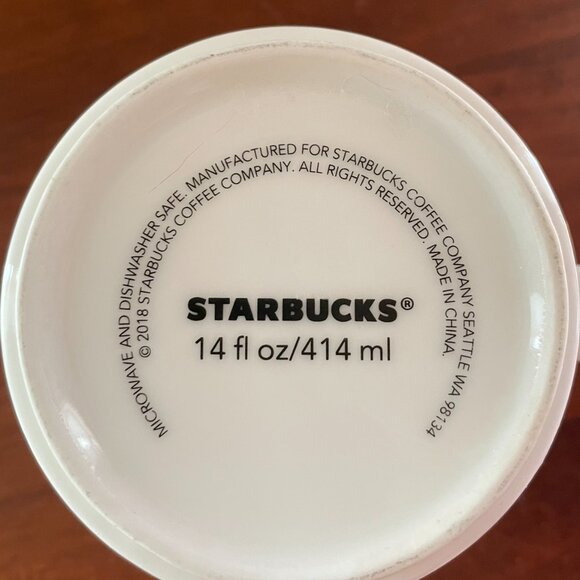 MICROWAVE AND DISHWASHER SAFE. MANUFACTURED FOR STARBUCKS COFFEE COMPANY SEATTLE WA 98134
© 2018 STARBUCKS COFFEE COMPANY. ALL RIGHTS RESERVED. MADE IN CHINA.
STARBUCKS®
14 fl oz/414 ml